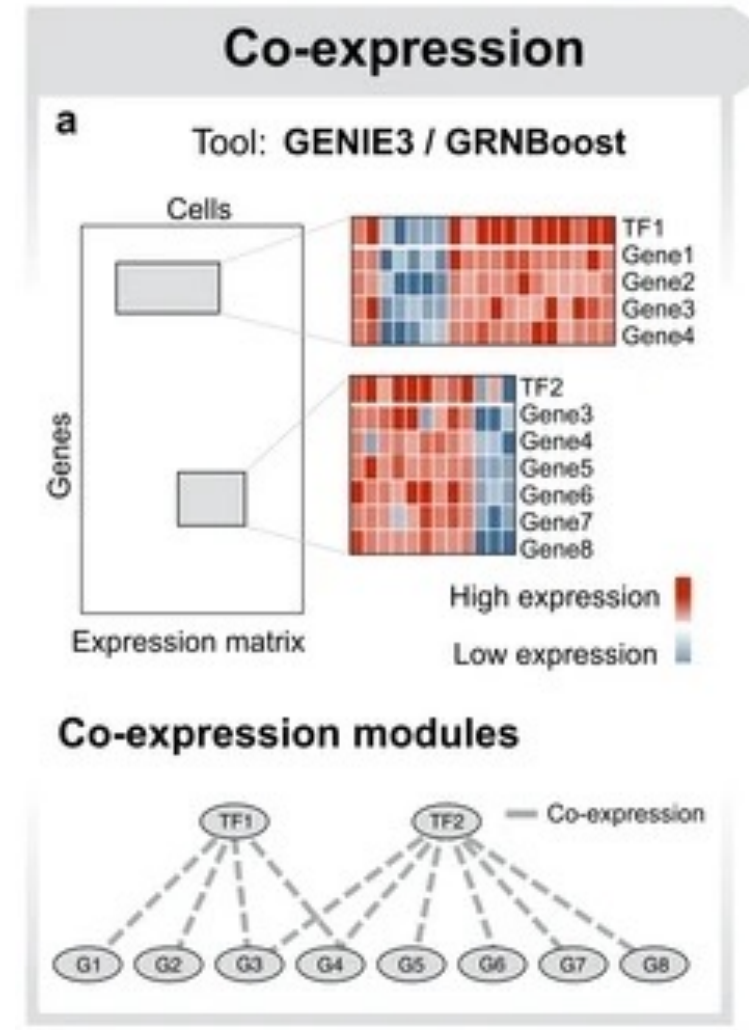 Co-expression
a
Tool: GENIE3 / GRNBoost
Cells
TF1
Gene1
Gene2
Gene3
Gene4
Genes
TF2
Gene3
Gene4
Gene5
Gene6
Gene7
Gene8
High expression
Low expression
Expression matrix
Co-expression modules
TF1 TF2 Co-expression
G1 G2 G3 G4 G5 G6 G7 G8